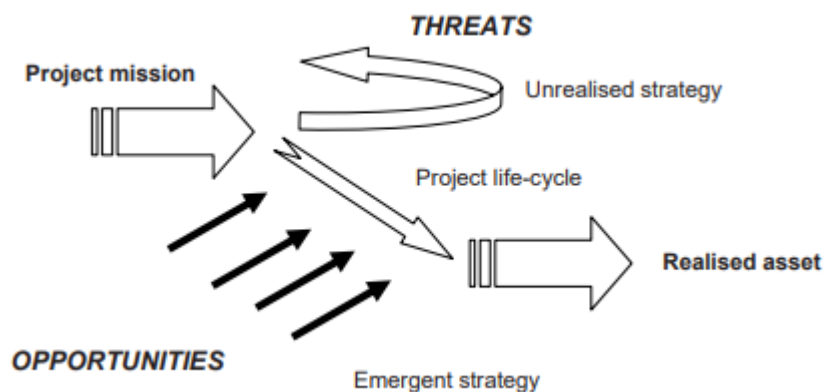 THREATS
Project mission
Unrealised strategy
Project life-cycle
Realised asset
OPPORTUNITIES
Emergent strategy